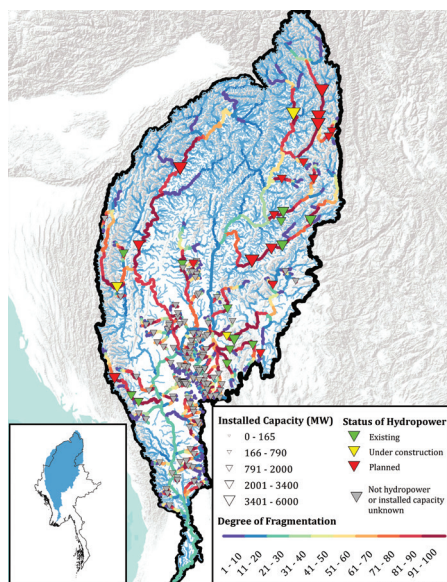 Installed Capacity (MW)
0 - 165
166 - 790
791 - 2000
2001 - 3400
3401 - 6000
Status of Hydropower
Existing
Under construction
Planned
Not hydropower
or installed capacity
unknown
Degree of Fragmentation
1 - 10
11 - 20
21 - 30
31 - 40
41 - 50
51 - 60
61 - 70
71 - 80
81 - 90
91 - 100